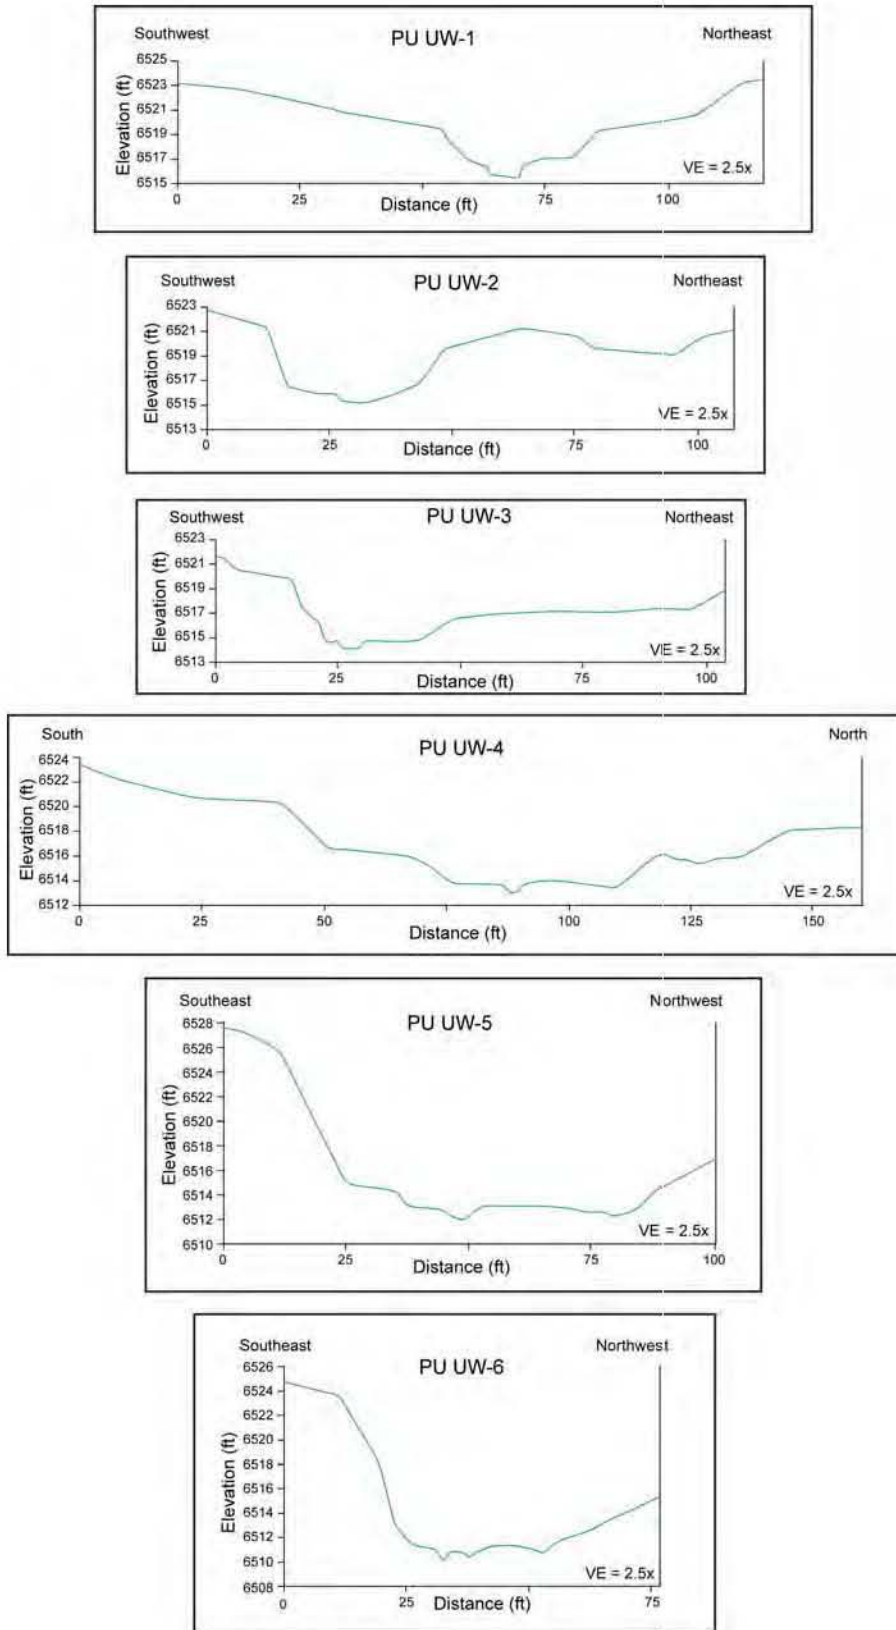 Southwest PU UW-1 Northeast
Elevation (ft)
6525
6523
6521
6519
6517
6515
VE = 2.5x
0 25 75 100
Distance (ft)
Southwest PU UW-2 Northeast
Elevation (ft)
6523
6521
6519
6517
6515
6513
VE = 2.5x
0 25 75 100
Distance (ft)
Southwest PU UW-3 Northeast
Elevation (ft)
6523
6521
6519
6517
6515
6513
VE = 2.5x
0 25 75 100
Distance (ft)
South PU UW-4 North
Elevation (ft)
6524
6522
6520
6518
6516
6514
6512
VE = 2.5x
0 25 50 100 125 150
Distance (ft)
Southeast PU UW-5 Northwest
Elevation (ft)
6528
6526
6524
6522
6520
6518
6516
6514
6512
6510
VE = 2.5x
0 25 75 100
Distance (ft)
Southeast PU UW-6 Northwest
Elevation (ft)
6526
6524
6522
6520
6518
6516
6514
6512
6510
6508
VE = 2.5x
0 25 75
Distance (ft)